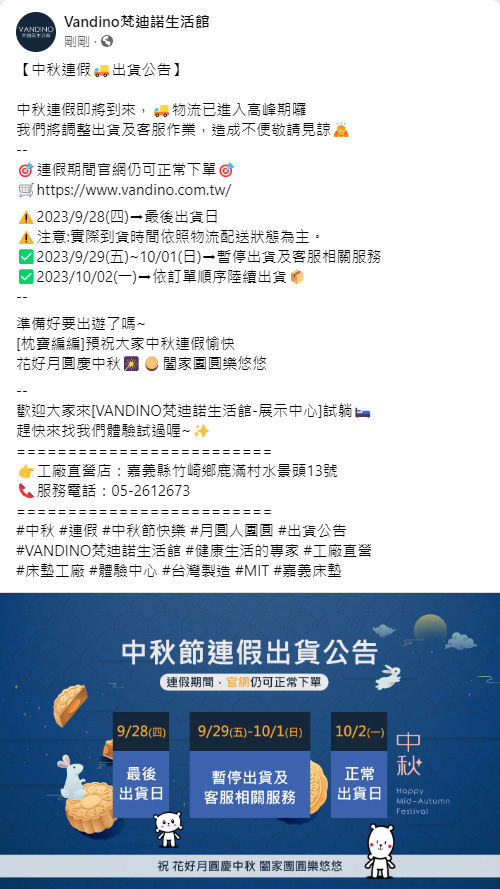 VANDINO
Vandino梵迪諾生活館
剛剛 ·
【中秋連假🚚出貨公告】
中秋連假即將到來，🚚物流已進入高峰期囉
我們將調整出貨及客服作業，造成不便敬請見諒🙇
--
🎯連假期間官網仍可正常下單🎯
🛒https://www.vandino.com.tw/
⚠️2023/9/28(四)➞最後出貨日
⚠️注意:實際到貨時間依照物流配送狀態為主。
✅2023/9/29(五)~10/01(日)➞暫停出貨及客服相關服務
✅2023/10/02(一)➞依訂單順序陸續出貨📦
--
準備好要出遊了嗎~
[枕寶編編]預祝大家中秋連假愉快
花好月圓慶中秋🎆🥮闔家團圓樂悠悠
--
歡迎大家來[VANDINO梵迪諾生活館-展示中心]試躺🛏️
趕快來找我們體驗試過喔~✨
=========================
👉工廠直營店：嘉義縣竹崎鄉鹿滿村水景頭13號
📞服務電話：05-2612673
=========================
#中秋 #連假 #中秋節快樂 #月圓人團圓 #出貨公告
#VANDINO梵迪諾生活館 #健康生活的專家 #工廠直營
#床墊工廠 #體驗中心 #台灣製造 #MIT #嘉義床墊
中秋節連假出貨公告
連假期間．官網仍可正常下單
9/28(四)
最後
出貨日
9/29(五)-10/1(日)
暫停出貨及
客服相關服務
10/2(一)
正常
出貨日
中
秋
Happy
Mid-Autumn
Festival
祝 花好月圓慶中秋 闔家團圓樂悠悠